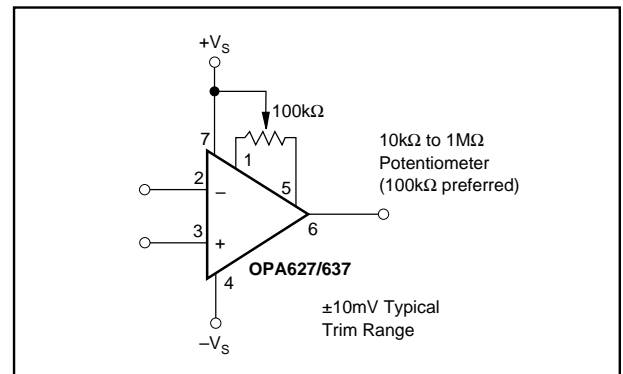 +VS
100kΩ
7
1
10kΩ to 1MΩ
Potentiometer
(100kΩ preferred)
2
–
5
6
3
+
OPA627/637
4
±10mV Typical
Trim Range
–VS